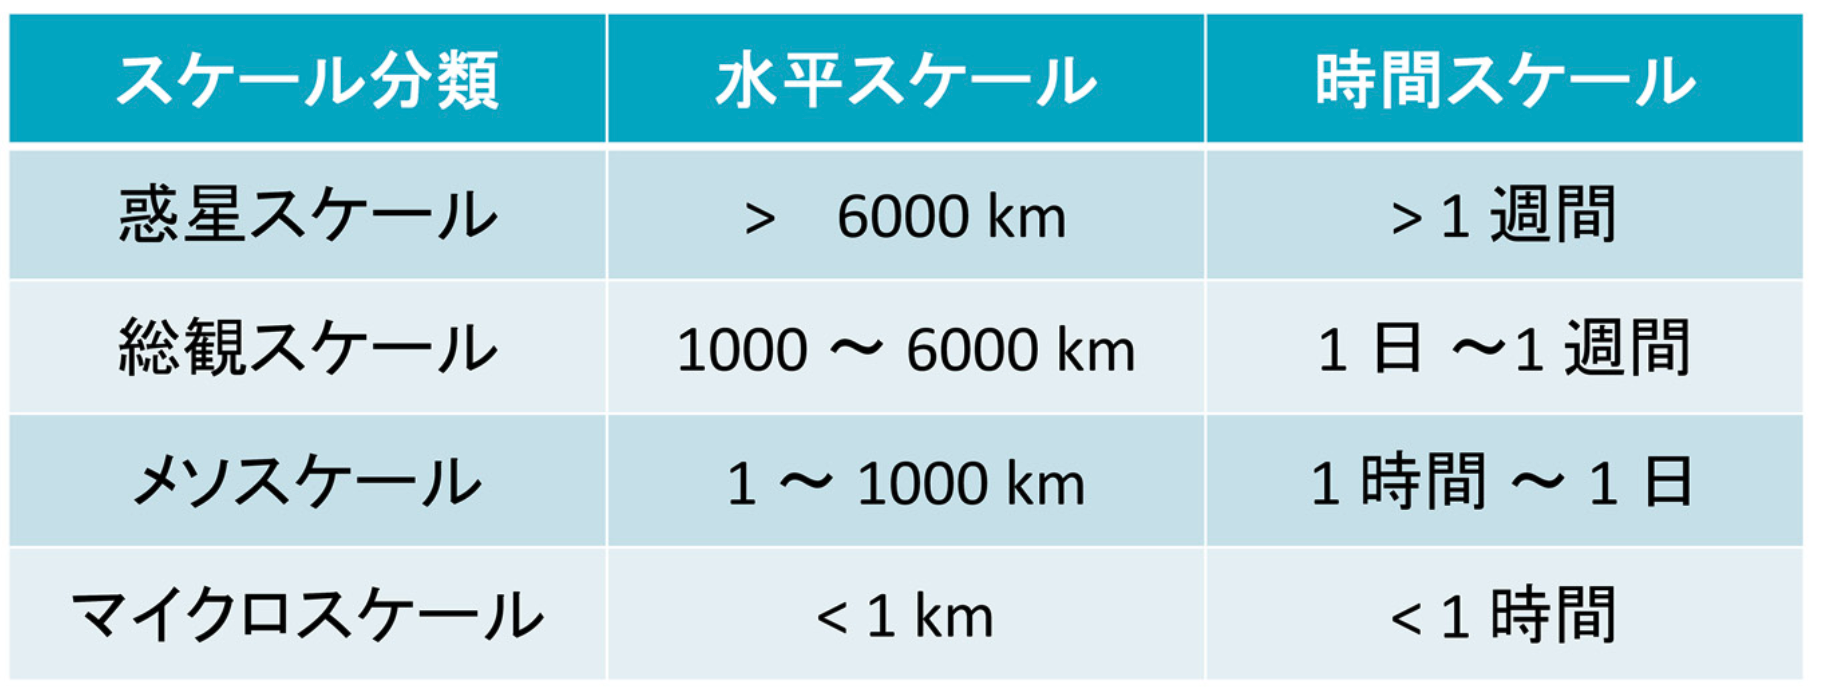 スケール分類 水平スケール 時間スケール
惑星スケール > 6000 km > 1 週間
総観スケール 1000 〜 6000 km 1 日 〜1 週間
メソスケール 1 〜 1000 km 1 時間 〜 1 日
マイクロスケール < 1 km < 1 時間